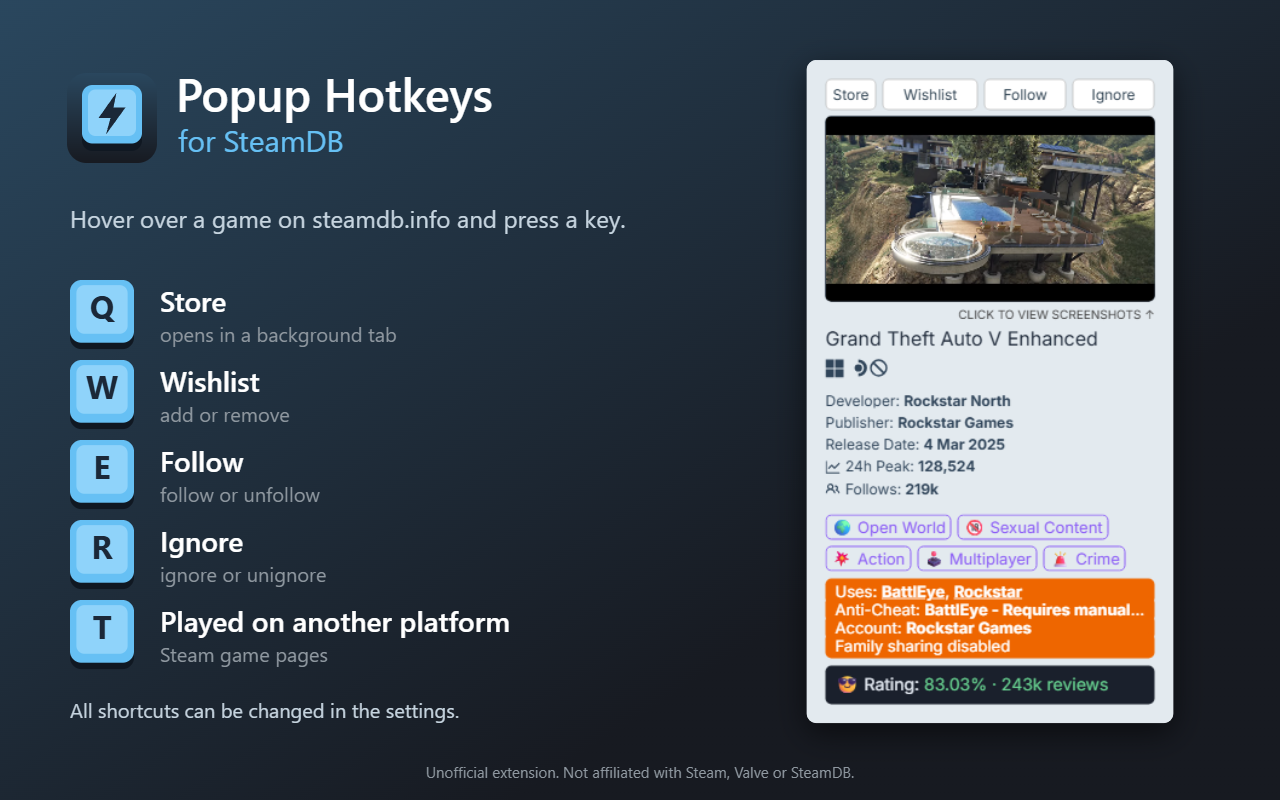 Popup Hotkeys
for SteamDB
Hover over a game on steamdb.info and press a key.
Q
Store
opens in a background tab
W
Wishlist
add or remove
E
Follow
follow or unfollow
R
Ignore
ignore or unignore
T
Played on another platform
Steam game pages
All shortcuts can be changed in the settings.
Store Wishlist Follow Ignore
CLICK TO VIEW SCREENSHOTS ↑
Grand Theft Auto V Enhanced
Developer: Rockstar North
Publisher: Rockstar Games
Release Date: 4 Mar 2025
24h Peak: 128,524
Follows: 219k
Open World 🔞 Sexual Content
Action Multiplayer Crime
Uses: BattlEye, Rockstar
Anti-Cheat: BattlEye - Requires manual...
Account: Rockstar Games
Family sharing disabled
Rating: 83.03% · 243k reviews
Unofficial extension. Not affiliated with Steam, Valve or SteamDB.